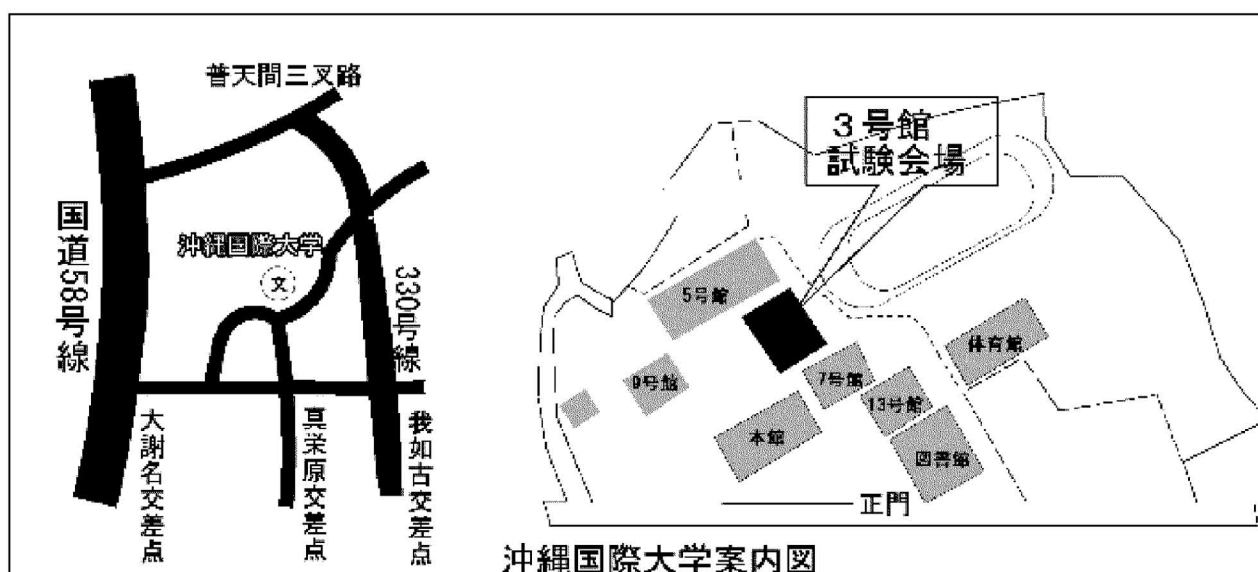 普天間三叉路
国道58号線
沖縄国際大学
文
330号線
大謝名交差点
真栄原交差点
我如古交差点
3号館
試験会場
5号館
9号館
7号館
13号館
本館
図書館
体育館
正門
沖縄国際大学案内図